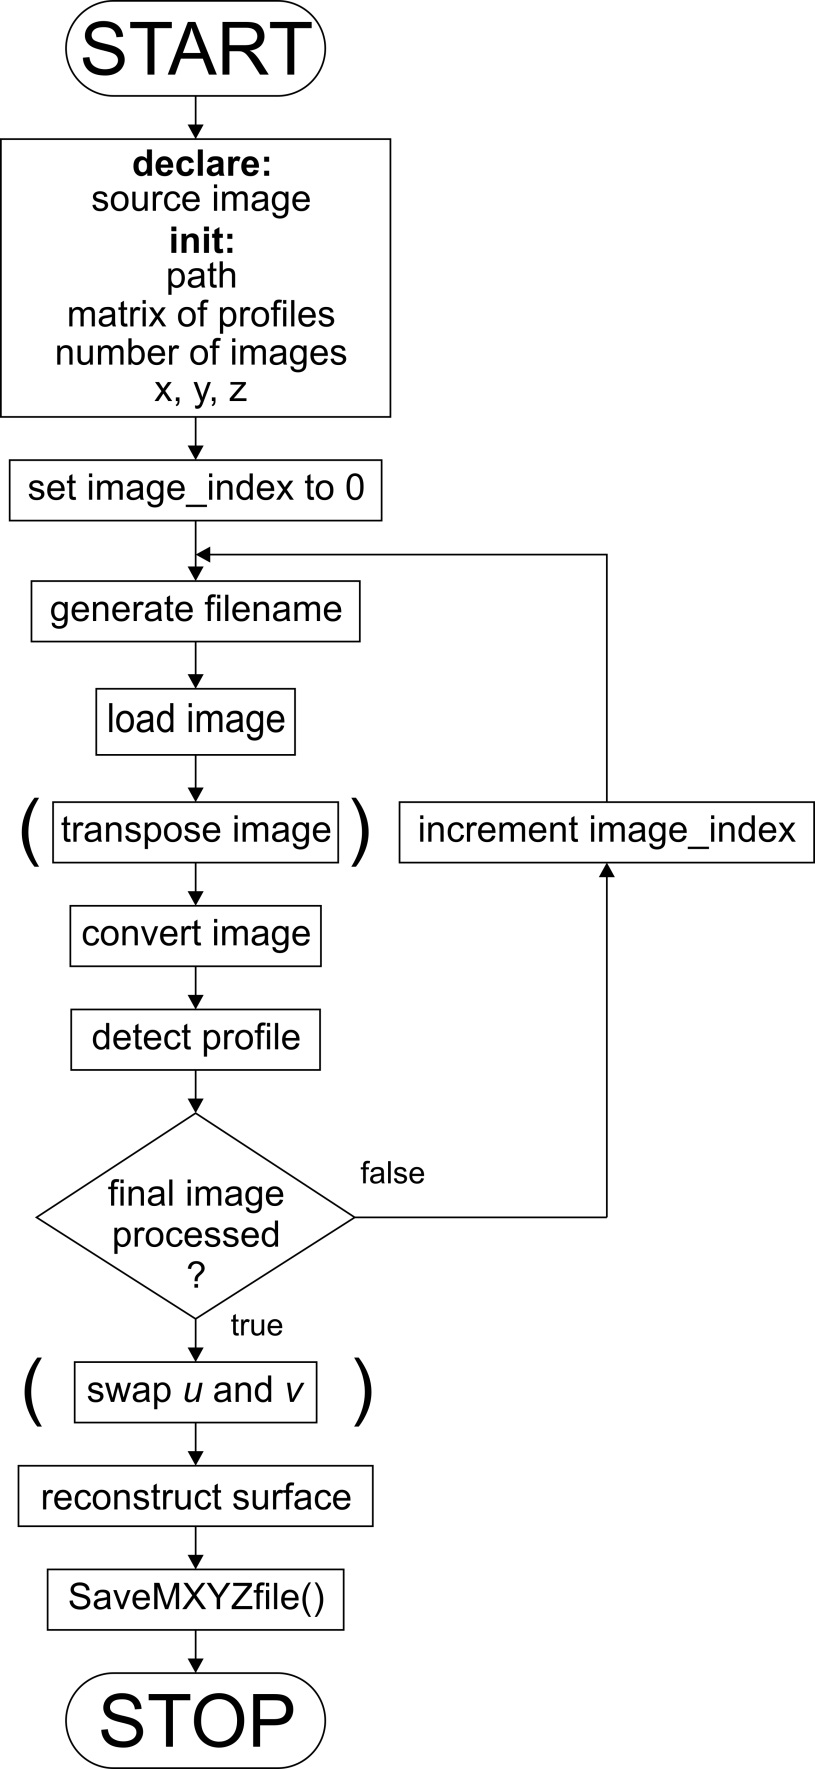 START
declare:
source image
init:
path
matrix of profiles
number of images
x, y, z
set image_index to 0
generate filename
load image
( transpose image )
increment image_index
convert image
detect profile
final image
processed
?
false
true
( swap u and v )
reconstruct surface
SaveMXYZfile()
STOP